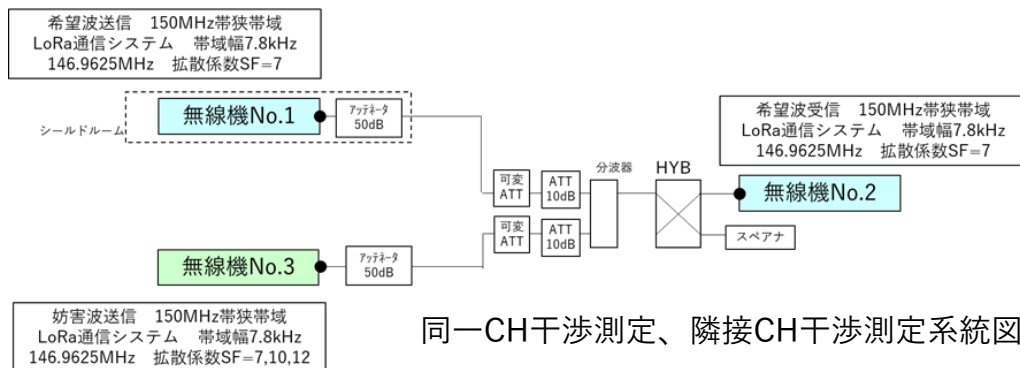 希望波送信　150MHz帯狭帯域
LoRa通信システム　帯域幅7.8kHz
146.9625MHz　拡散係数SF=7
シールドルーム
無線機No.1
アッテネータ
50dB
希望波受信　150MHz帯狭帯域
LoRa通信システム　帯域幅7.8kHz
146.9625MHz　拡散係数SF=7
可変
ATT
ATT
10dB
分波器
HYB
無線機No.2
可変
ATT
ATT
10dB
スペアナ
無線機No.3
アッテネータ
50dB
妨害波送信　150MHz帯狭帯域
LoRa通信システム　帯域幅7.8kHz
146.9625MHz　拡散係数SF=7,10,12
同一CH干渉測定、隣接CH干渉測定系統図